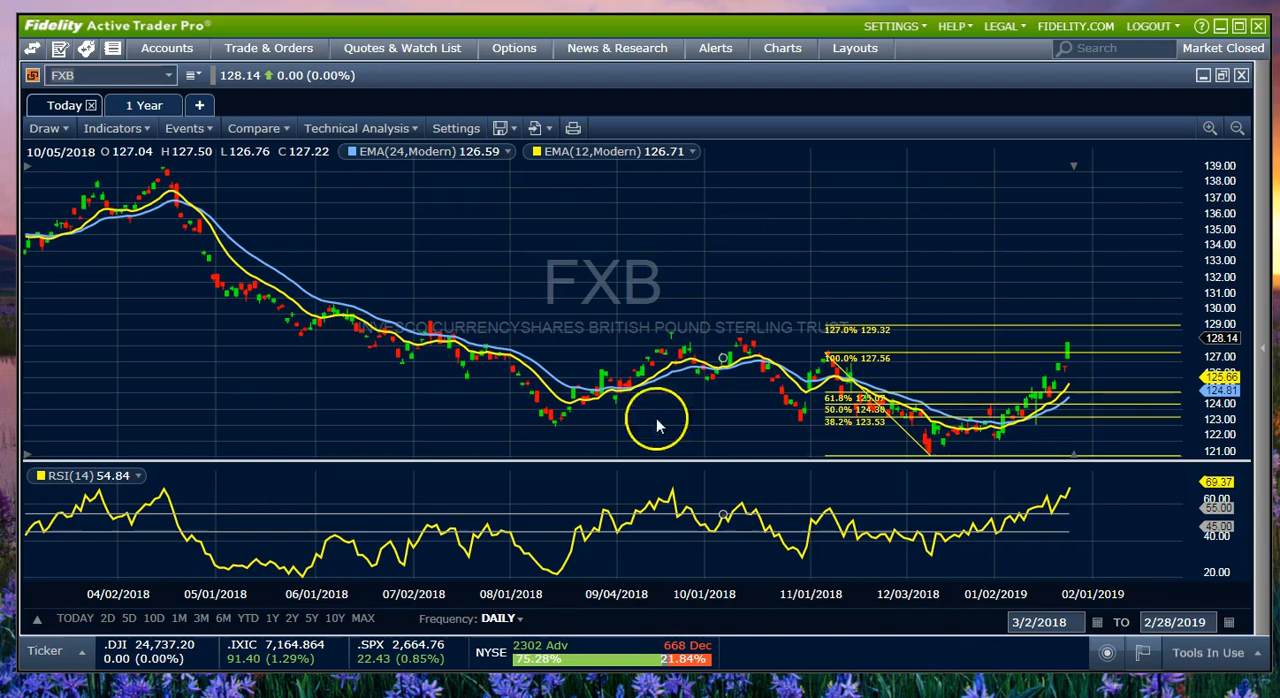 Fidelity Active Trader Pro® SETTINGS HELP LEGAL FIDELITY.COM LOGOUT ?
Accounts Trade & Orders Quotes & Watch List Options News & Research Alerts Charts Layouts Search Market Closed
FXB 128.14 0.00 (0.00%)
Today 1 Year +
Draw Indicators Events Compare Technical Analysis Settings
10/05/2018 O 127.04 H 127.50 L 126.76 C 127.22 EMA(24,Modern) 126.59 EMA(12,Modern) 126.71
139.00
138.00
137.00
136.00
135.00
134.00
133.00
132.00
131.00
130.00
129.00
128.14
127.00
125.66
124.81
124.00
123.00
122.00
121.00
FXB
INVESCO CURRENCYSHARES BRITISH POUND STERLING TRUST
127.0% 129.32
100.0% 127.56
61.8%
50.0%
38.2% 123.53
RSI(14) 54.84
69.37
60.00
55.00
45.00
40.00
20.00
04/02/2018 05/01/2018 06/01/2018 07/02/2018 08/01/2018 09/04/2018 10/01/2018 11/01/2018 12/03/2018 01/02/2019 02/01/2019
TODAY 2D 5D 10D 1M 3M 6M YTD 1Y 2Y 5Y 10Y MAX Frequency: DAILY 3/2/2018 TO 2/28/2019
Ticker .DJI 24,737.20 .IXIC 7,164.864 .SPX 2,664.76 NYSE 2302 Adv 668 Dec Tools In Use
0.00 (0.00%) 91.40 (1.29%) 22.43 (0.85%) 75.28% 21.84%